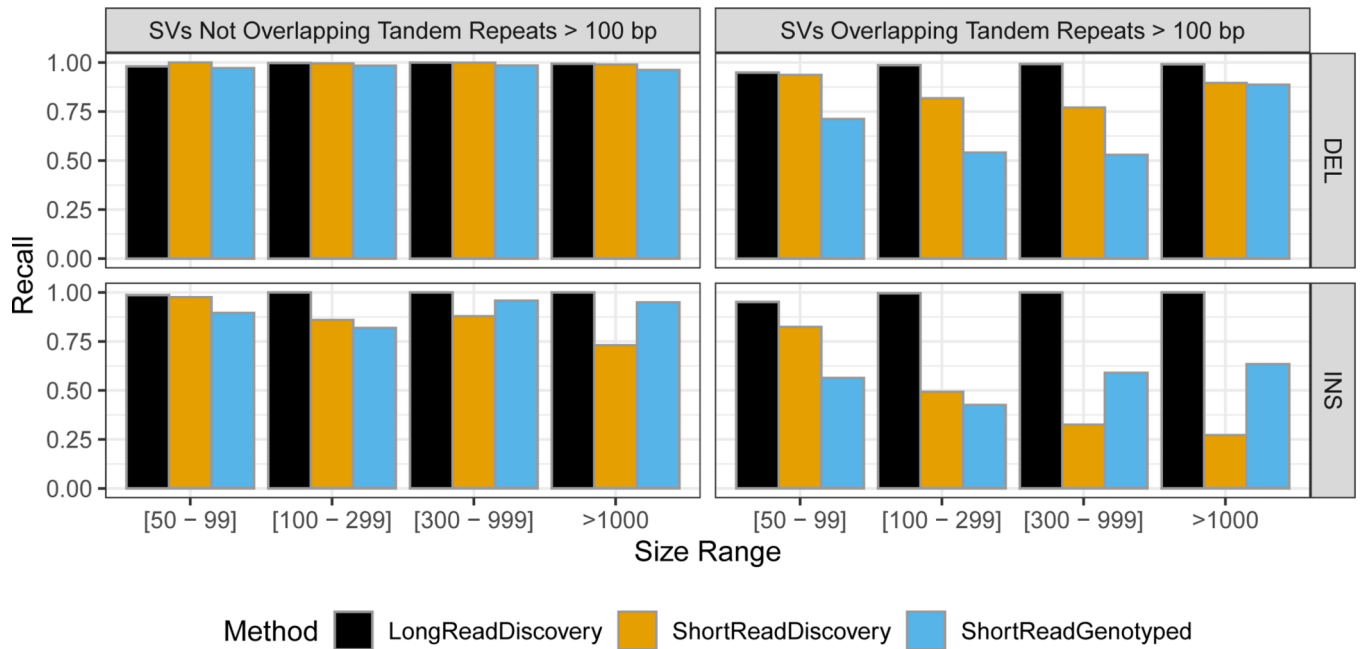 SVs Not Overlapping Tandem Repeats > 100 bp
SVs Overlapping Tandem Repeats > 100 bp
1.00
0.75
0.50
0.25
0.00
DEL
Recall
1.00
0.75
0.50
0.25
0.00
INS
[50 − 99] [100 − 299] [300 − 999] >1000
[50 − 99] [100 − 299] [300 − 999] >1000
Size Range
Method LongReadDiscovery ShortReadDiscovery ShortReadGenotyped